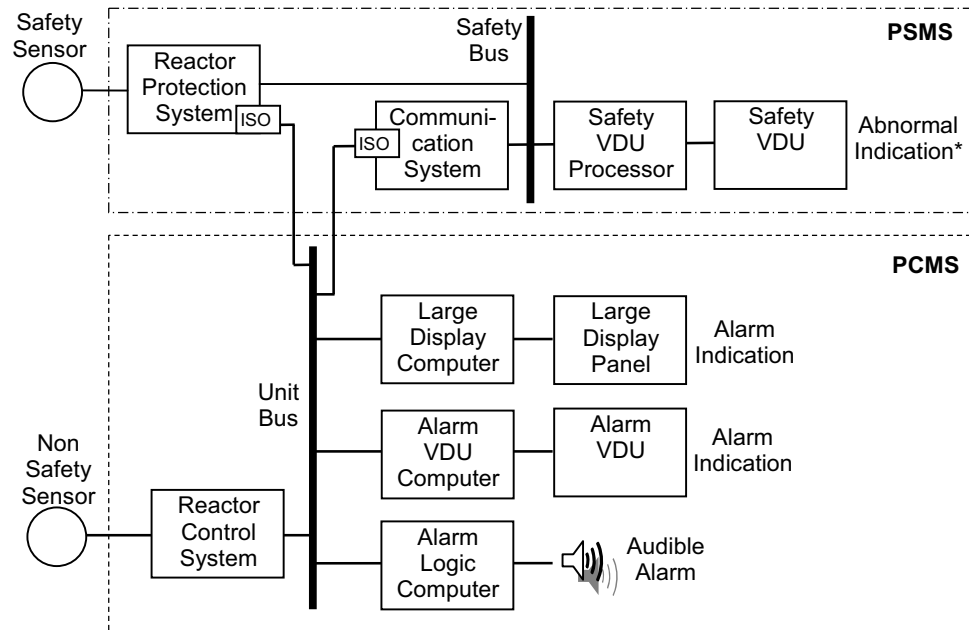 Safety
Sensor
Reactor
Protection
System
ISO
Safety
Bus
PSMS
ISO
Communi-
cation
System
Safety
VDU
Processor
Safety
VDU
Abnormal
Indication*
PCMS
Large
Display
Computer
Large
Display
Panel
Alarm
Indication
Unit
Bus
Alarm
VDU
Computer
Alarm
VDU
Alarm
Indication
Non
Safety
Sensor
Reactor
Control
System
Alarm
Logic
Computer
Audible
Alarm